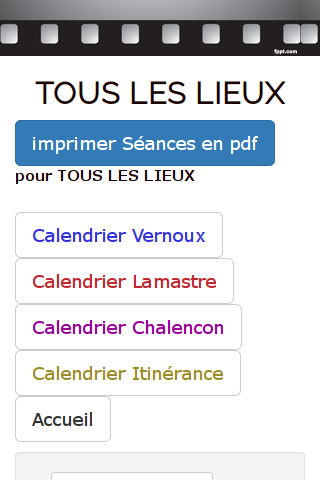 fppt.com
TOUS LES LIEUX
imprimer Séances en pdf
pour TOUS LES LIEUX
Calendrier Vernoux
Calendrier Lamastre
Calendrier Chalencon
Calendrier Itinérance
Accueil